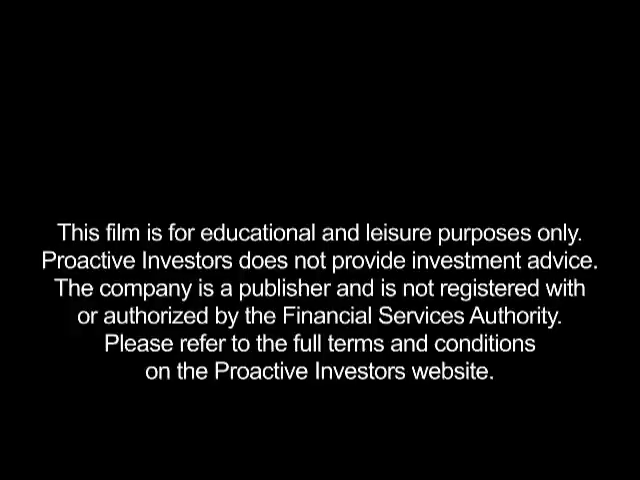 This film is for educational and leisure purposes only.
Proactive Investors does not provide investment advice.
The company is a publisher and is not registered with
or authorized by the Financial Services Authority.
Please refer to the full terms and conditions
on the Proactive Investors website.